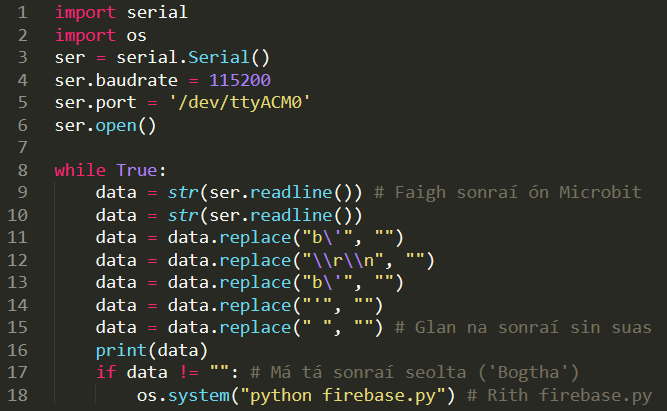 1 import serial
2 import os
3 ser = serial.Serial()
4 ser.baudrate = 115200
5 ser.port = '/dev/ttyACM0'
6 ser.open()
7
8 while True:
9     data = str(ser.readline()) # Faigh sonraí ón Microbit
10     data = str(ser.readline())
11     data = data.replace("b\'", "")
12     data = data.replace("\\r\\n", "")
13     data = data.replace("b\'", "")
14     data = data.replace("'", "")
15     data = data.replace(" ", "") # Glan na sonraí sin suas
16     print(data)
17     if data != "": # Má tá sonraí seolta ('Bogtha')
18         os.system("python firebase.py") # Rith firebase.py